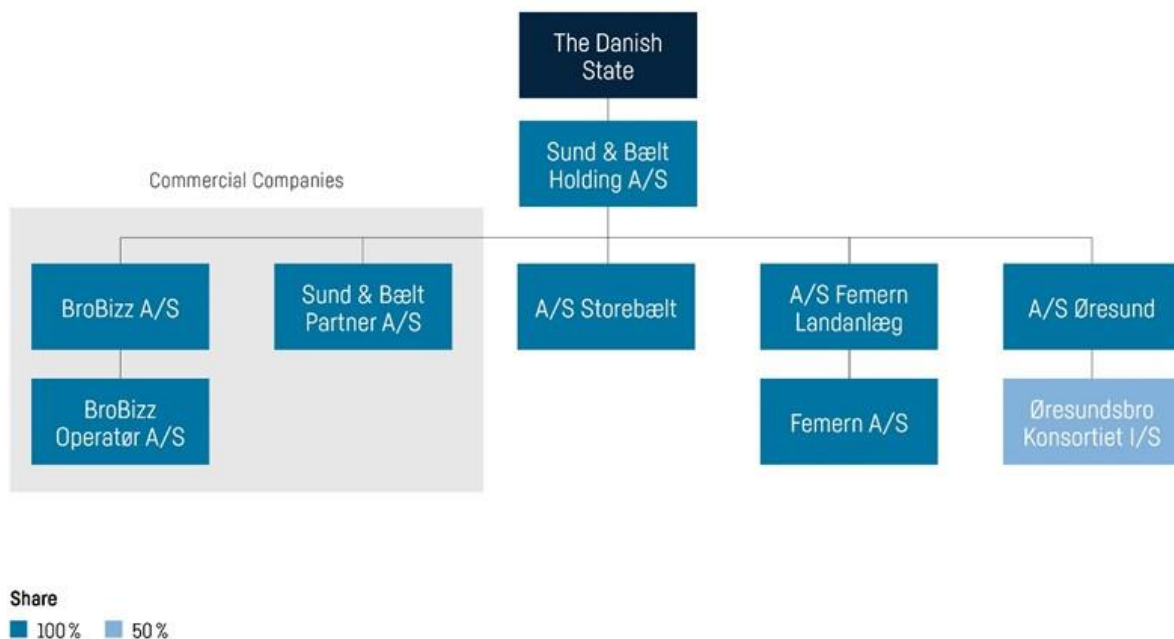 The Danish
State
Sund & Bælt
Holding A/S
Commercial Companies
BroBizz A/S
Sund & Bælt
Partner A/S
A/S Storebælt
A/S Femern
Landanlæg
A/S Øresund
BroBizz
Operatør A/S
Femern A/S
Øresundsbro
Konsortiet I/S
Share
100 %
50 %